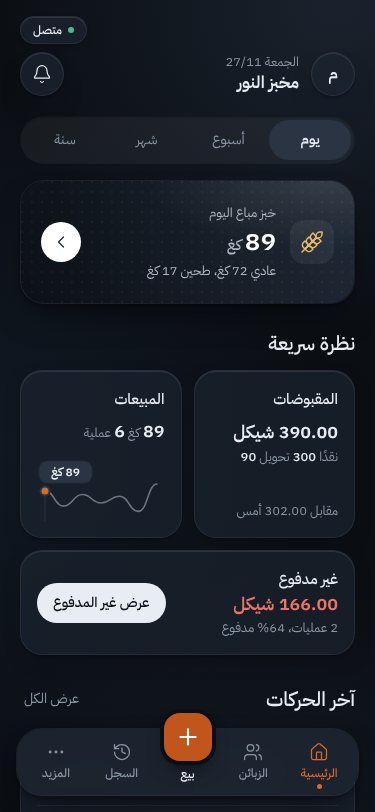 متصل
الجمعة 27/11
مخبز النور
م
يوم
أسبوع
شهر
سنة
خبز مباع اليوم
89 كغ
عادي 72 كغ، طحين 17 كغ
نظرة سريعة
المقبوضات
390.00 شيكل
نقدًا 300 تحويل 90
مقابل 302.00 أمس
المبيعات
89 كغ 6 عملية
89 كغ
غير مدفوع
166.00 شيكل
2 عمليات، 64% مدفوع
عرض غير المدفوع
آخر الحركات
عرض الكل
الرئيسية
الزبائن
بيع
السجل
المزيد